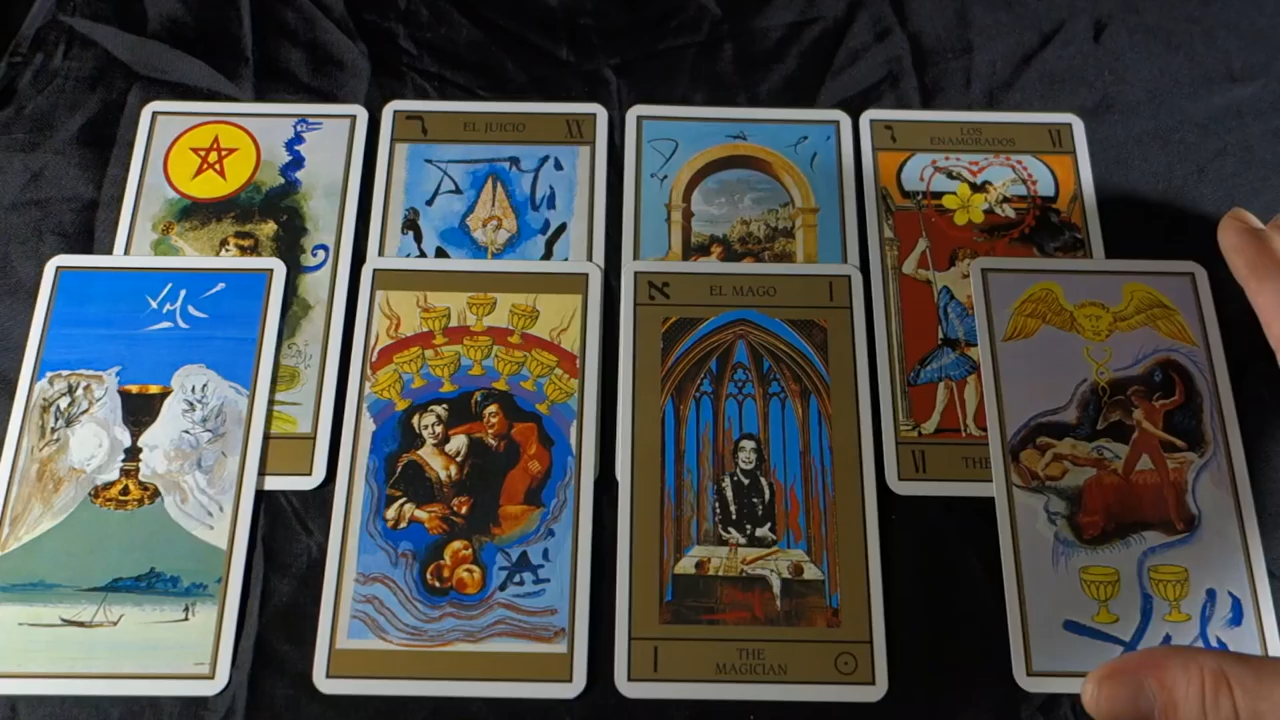 EL JUICIO XX
LOS
ENAMORADOS VI
VI THE
EL MAGO I
א
I THE
MAGICIAN